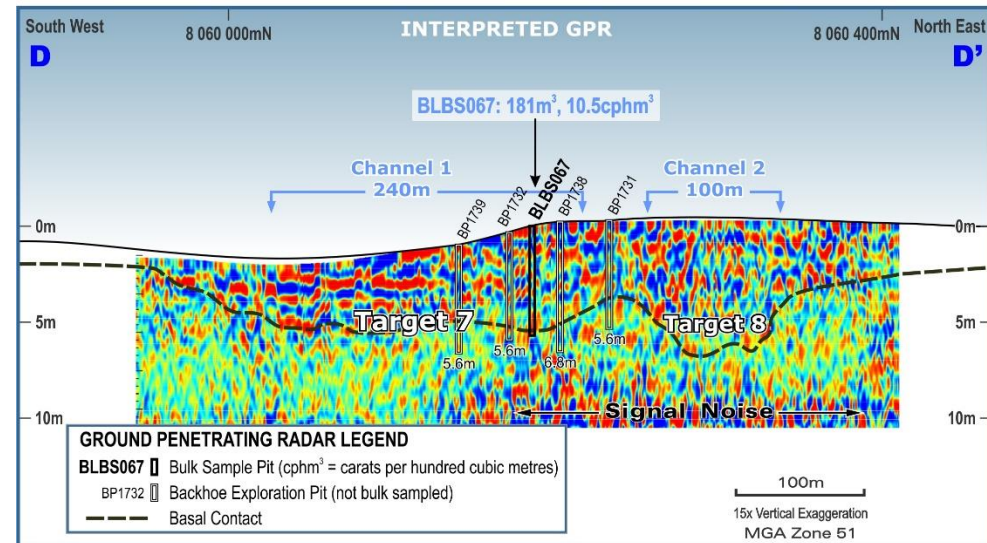 South West
8 060 000mN
INTERPRETED GPR
8 060 400mN
North East
D
D'
BLBS067: 181m³, 10.5cphm³
Channel 1
240m
Channel 2
100m
BP1739
BP1732
BLBS067
BP1738
BP1731
0m
0m
5m
5m
10m
10m
Target 7
Target 8
5.6m
5.6m
6.8m
5.6m
Signal Noise
GROUND PENETRATING RADAR LEGEND
BLBS067 Bulk Sample Pit (cphm³ = carats per hundred cubic metres)
BP1732 Backhoe Exploration Pit (not bulk sampled)
Basal Contact
100m
15x Vertical Exaggeration
MGA Zone 51